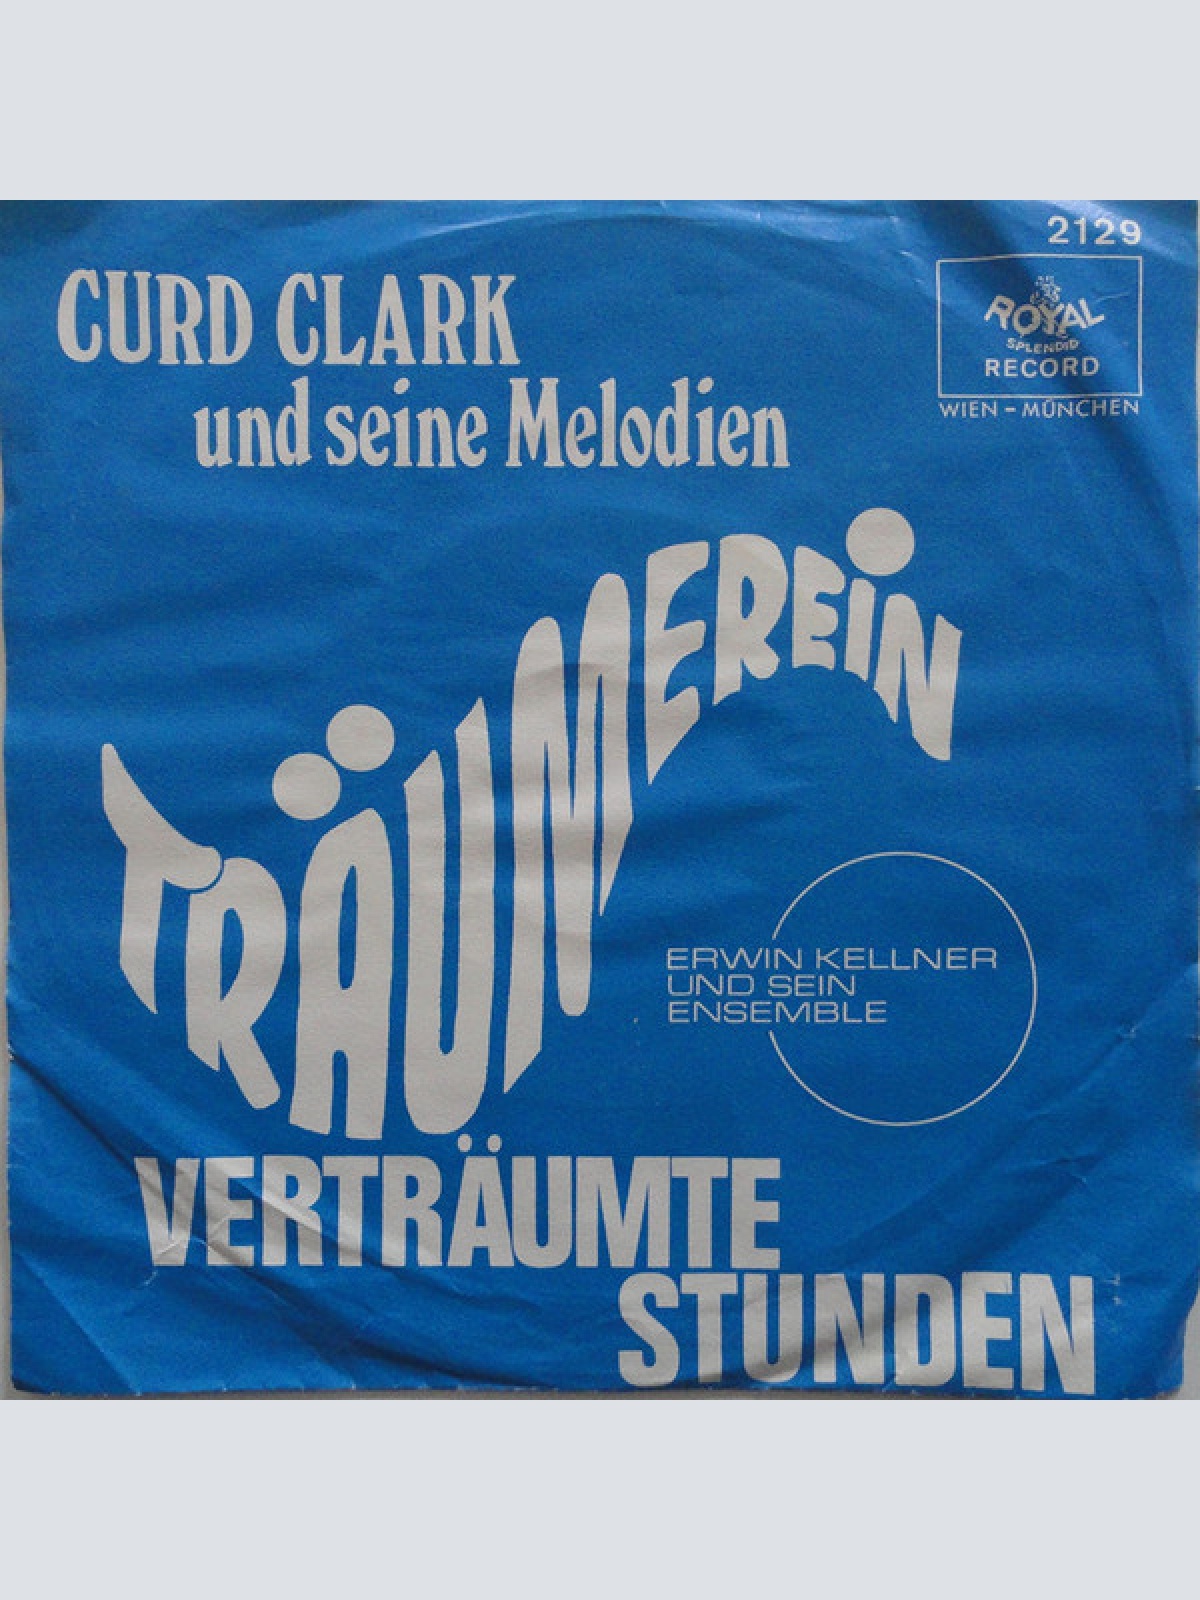 2129
CURD CLARK
und seine Melodien
ROYAL
SPLENDID
RECORD
WIEN – MÜNCHEN
TRÄUMEREiN
ERWIN KELLNER
UND SEIN
ENSEMBLE
VERTRÄUMTE
STUNDEN